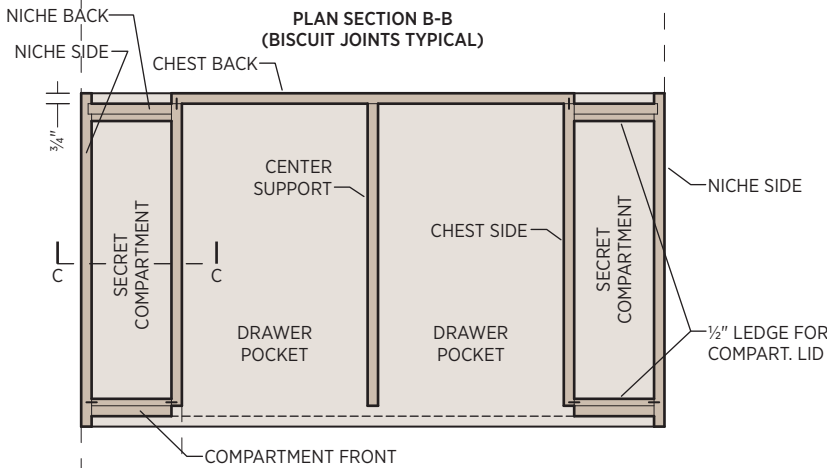 NICHE BACK
PLAN SECTION B-B
(BISCUIT JOINTS TYPICAL)
NICHE SIDE
CHEST BACK
¾"
CENTER
SUPPORT
NICHE SIDE
SECRET
COMPARTMENT
CHEST SIDE
SECRET
COMPARTMENT
C
C
DRAWER
POCKET
DRAWER
POCKET
½" LEDGE FOR
COMPART. LID
COMPARTMENT FRONT